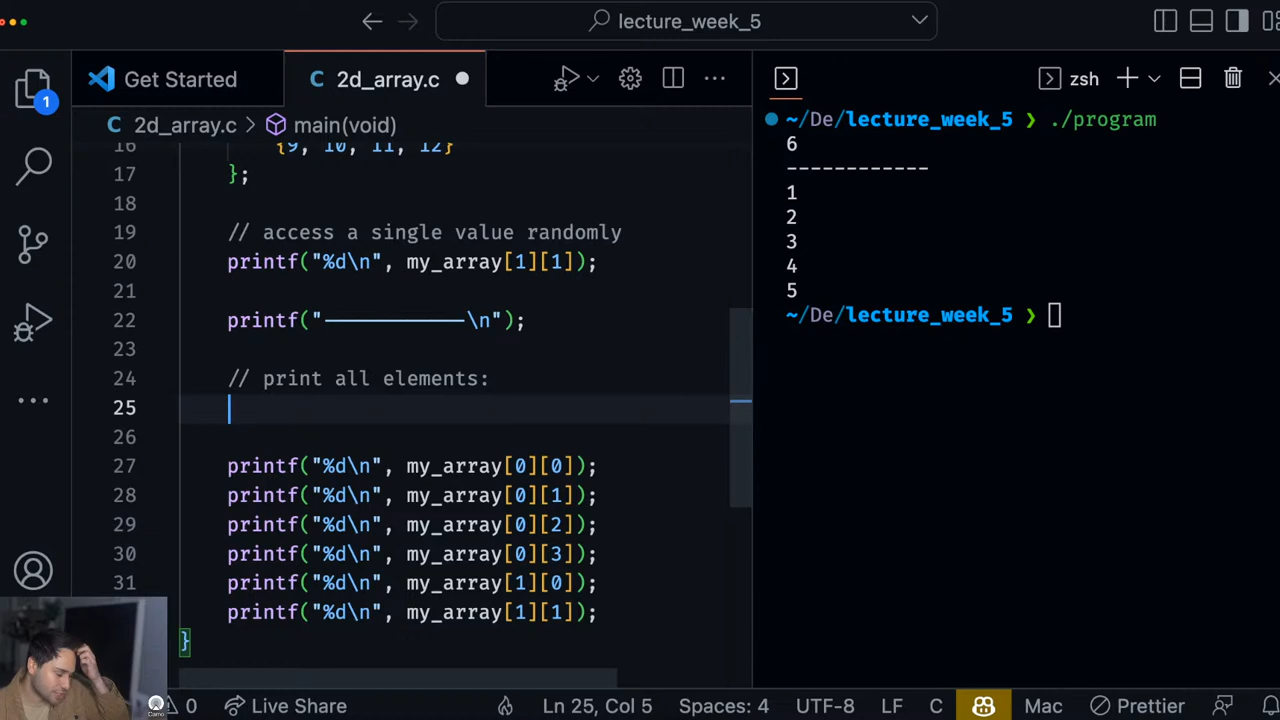 lecture_week_5
Get Started
C 2d_array.c
zsh
C 2d_array.c > main(void)
1
16 {9, 10, 11, 12}
17 };
18
19 // access a single value randomly
20 printf("%d\n", my_array[1][1]);
21
22 printf("------------\n");
23
24 // print all elements:
25
26
27 printf("%d\n", my_array[0][0]);
28 printf("%d\n", my_array[0][1]);
29 printf("%d\n", my_array[0][2]);
30 printf("%d\n", my_array[0][3]);
31 printf("%d\n", my_array[1][0]);
printf("%d\n", my_array[1][1]);
}
~/De/lecture_week_5 ❯ ./program
6
------------
1
2
3
4
5
~/De/lecture_week_5 ❯
Camo
0 Live Share Ln 25, Col 5 Spaces: 4 UTF-8 LF C Mac Prettier